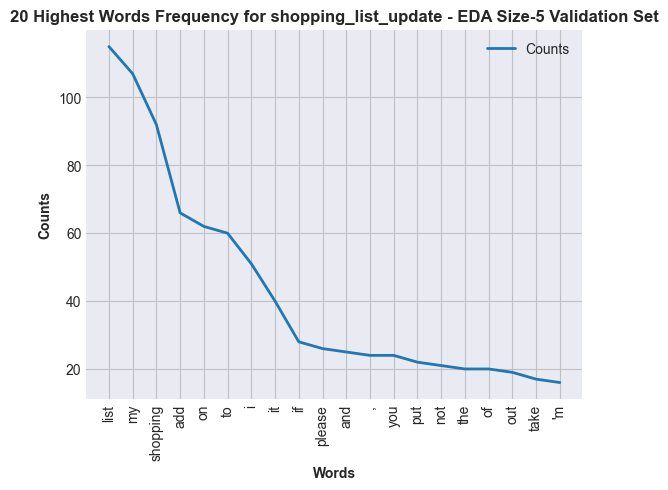 20 Highest Words Frequency for shopping_list_update - EDA Size-5 Validation Set
Counts
Counts
100
80
60
40
20
list
my
shopping
add
on
to
i
it
if
please
and
,
you
put
not
the
of
out
take
'm
Words